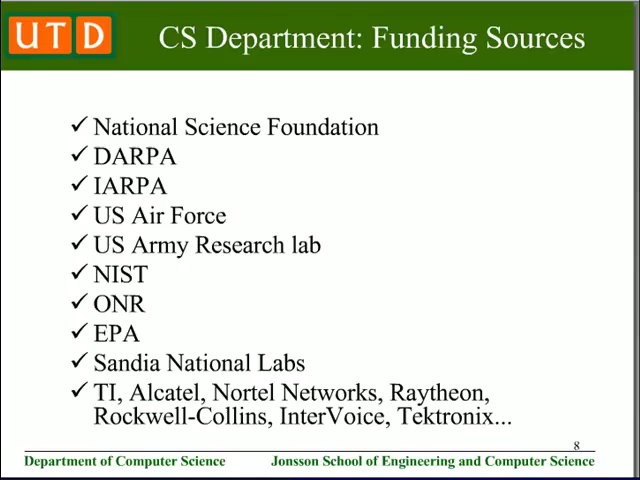 UTD
CS Department: Funding Sources
✓ National Science Foundation
✓ DARPA
✓ IARPA
✓ US Air Force
✓ US Army Research lab
✓ NIST
✓ ONR
✓ EPA
✓ Sandia National Labs
✓ TI, Alcatel, Nortel Networks, Raytheon,
Rockwell-Collins, InterVoice, Tektronix...
8
Department of Computer Science
Jonsson School of Engineering and Computer Science